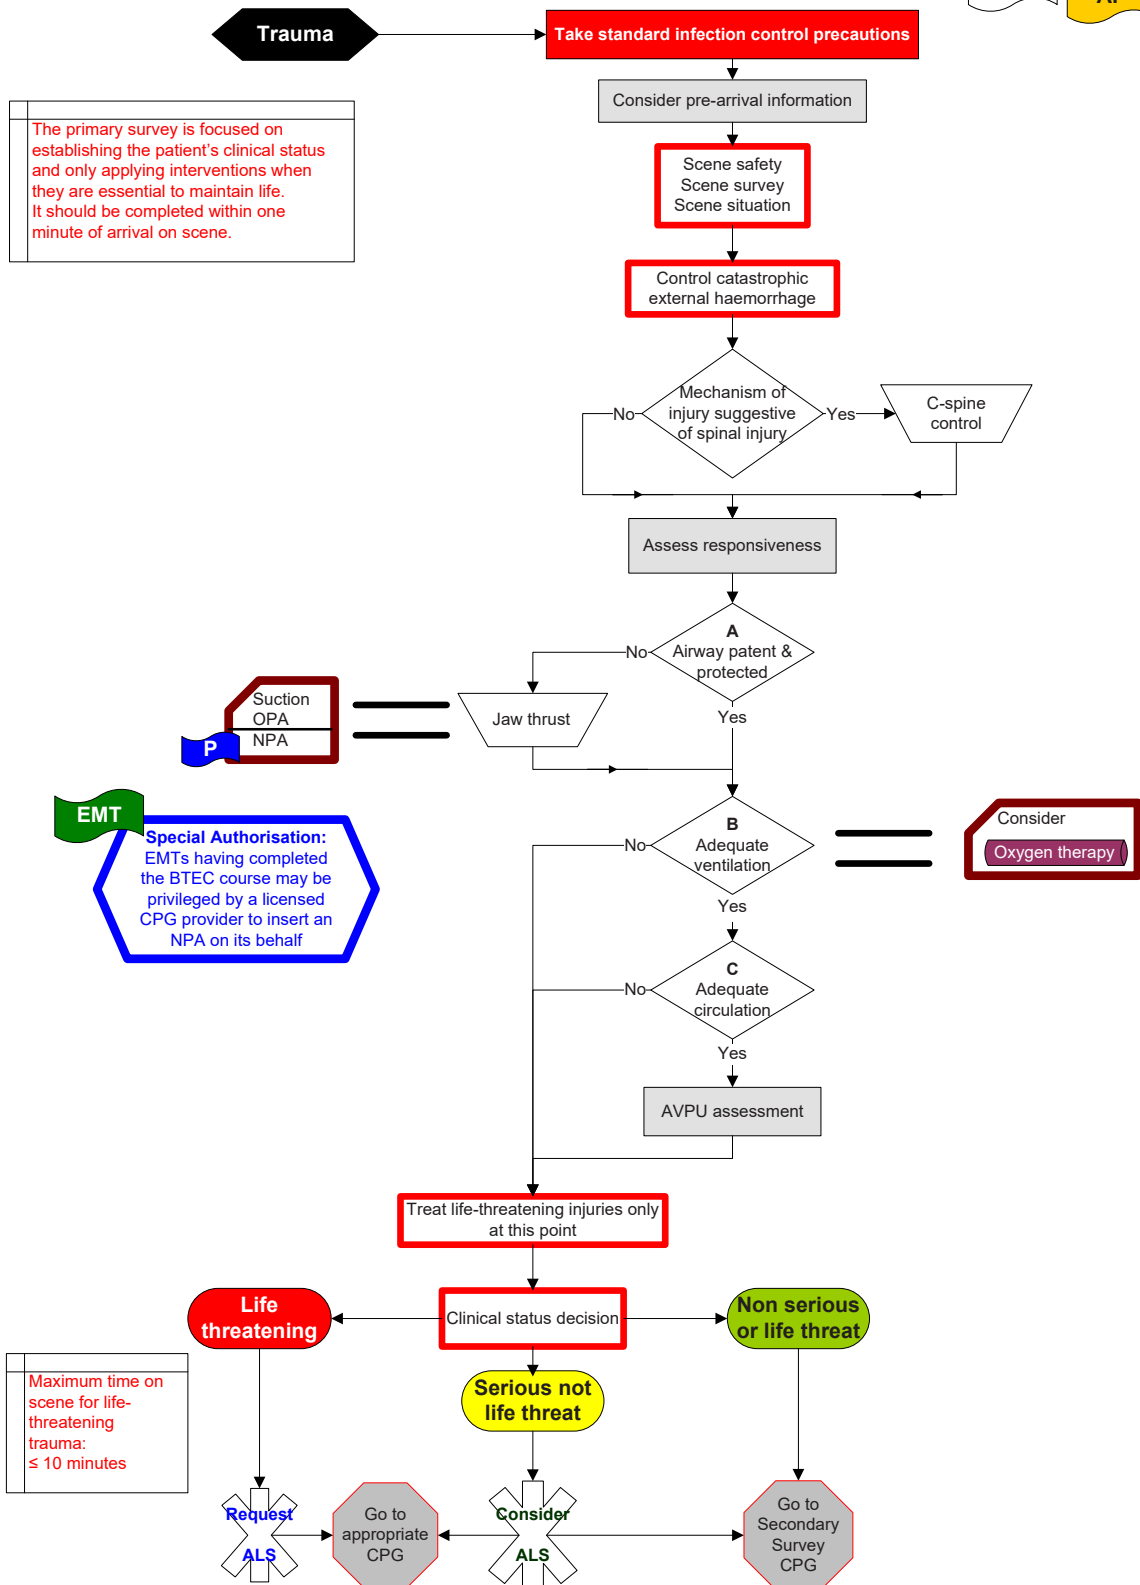 Trauma
Take standard infection control precautions
Consider pre-arrival information
The primary survey is focused on
establishing the patient's clinical status
and only applying interventions when
they are essential to maintain life.
It should be completed within one
minute of arrival on scene.
Scene safety
Scene survey
Scene situation
Control catastrophic
external haemorrhage
Mechanism of
injury suggestive
of spinal injury
No
Yes
C-spine
control
Assess responsiveness
A
Airway patent &
protected
No
Yes
Jaw thrust
Suction
OPA
NPA
P
EMT
Special Authorisation:
EMTs having completed
the BTEC course may be
privileged by a licensed
CPG provider to insert an
NPA on its behalf
B
Adequate
ventilation
No
Yes
Consider
Oxygen therapy
C
Adequate
circulation
No
Yes
AVPU assessment
Treat life-threatening injuries only
at this point
Clinical status decision
Life
threatening
Non serious
or life threat
Serious not
life threat
Maximum time on
scene for life-
threatening
trauma:
≤ 10 minutes
Request
ALS
Go to
appropriate
CPG
Consider
ALS
Go to
Secondary
Survey
CPG